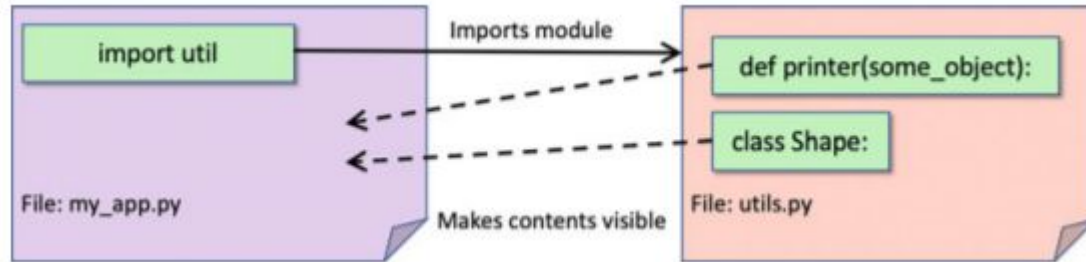 import util
Imports module
def printer(some_object):
class Shape:
File: my_app.py
Makes contents visible
File: utils.py